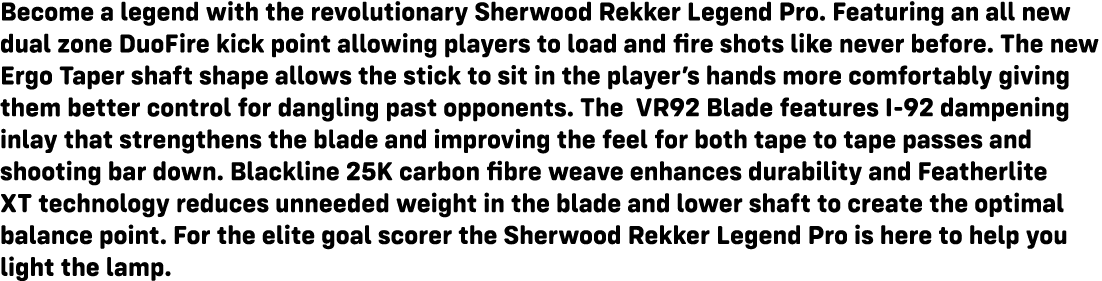 Become a legend with the revolutionary Sherwood Rekker Legend Pro. Featuring an all new
dual zone DuoFire kick point allowing players to load and fire shots like never before. The new
Ergo Taper shaft shape allows the stick to sit in the player’s hands more comfortably giving
them better control for dangling past opponents. The  VR92 Blade features I-92 dampening
inlay that strengthens the blade and improving the feel for both tape to tape passes and
shooting bar down. Blackline 25K carbon fibre weave enhances durability and Featherlite
XT technology reduces unneeded weight in the blade and lower shaft to create the optimal
balance point. For the elite goal scorer the Sherwood Rekker Legend Pro is here to help you
light the lamp.